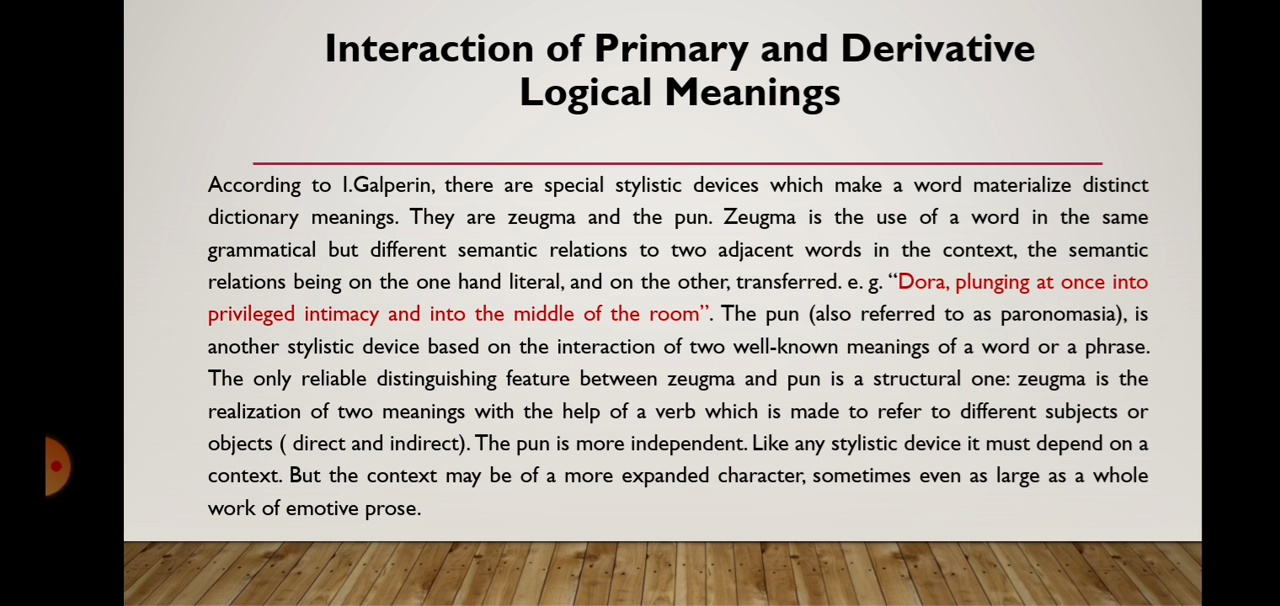 Interaction of Primary and Derivative
Logical Meanings
According to I.Galperin, there are special stylistic devices which make a word materialize distinct
dictionary meanings. They are zeugma and the pun. Zeugma is the use of a word in the same
grammatical but different semantic relations to two adjacent words in the context, the semantic
relations being on the one hand literal, and on the other, transferred. e. g. “Dora, plunging at once into
privileged intimacy and into the middle of the room”. The pun (also referred to as paronomasia), is
another stylistic device based on the interaction of two well-known meanings of a word or a phrase.
The only reliable distinguishing feature between zeugma and pun is a structural one: zeugma is the
realization of two meanings with the help of a verb which is made to refer to different subjects or
objects ( direct and indirect). The pun is more independent. Like any stylistic device it must depend on a
context. But the context may be of a more expanded character, sometimes even as large as a whole
work of emotive prose.